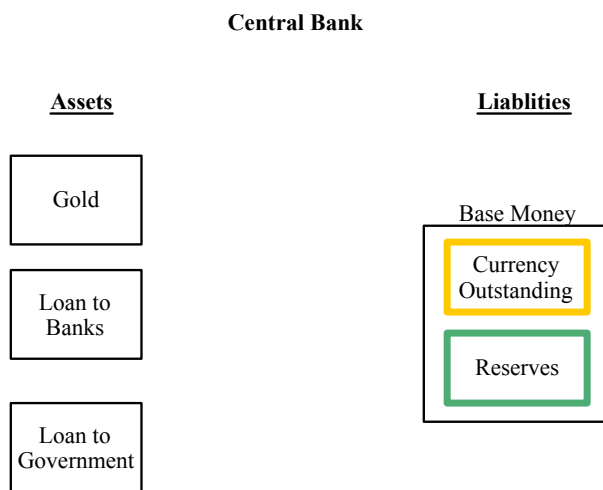 Central Bank
Assets
Liablities
Gold
Base Money
Currency
Outstanding
Loan to
Banks
Reserves
Loan to
Government